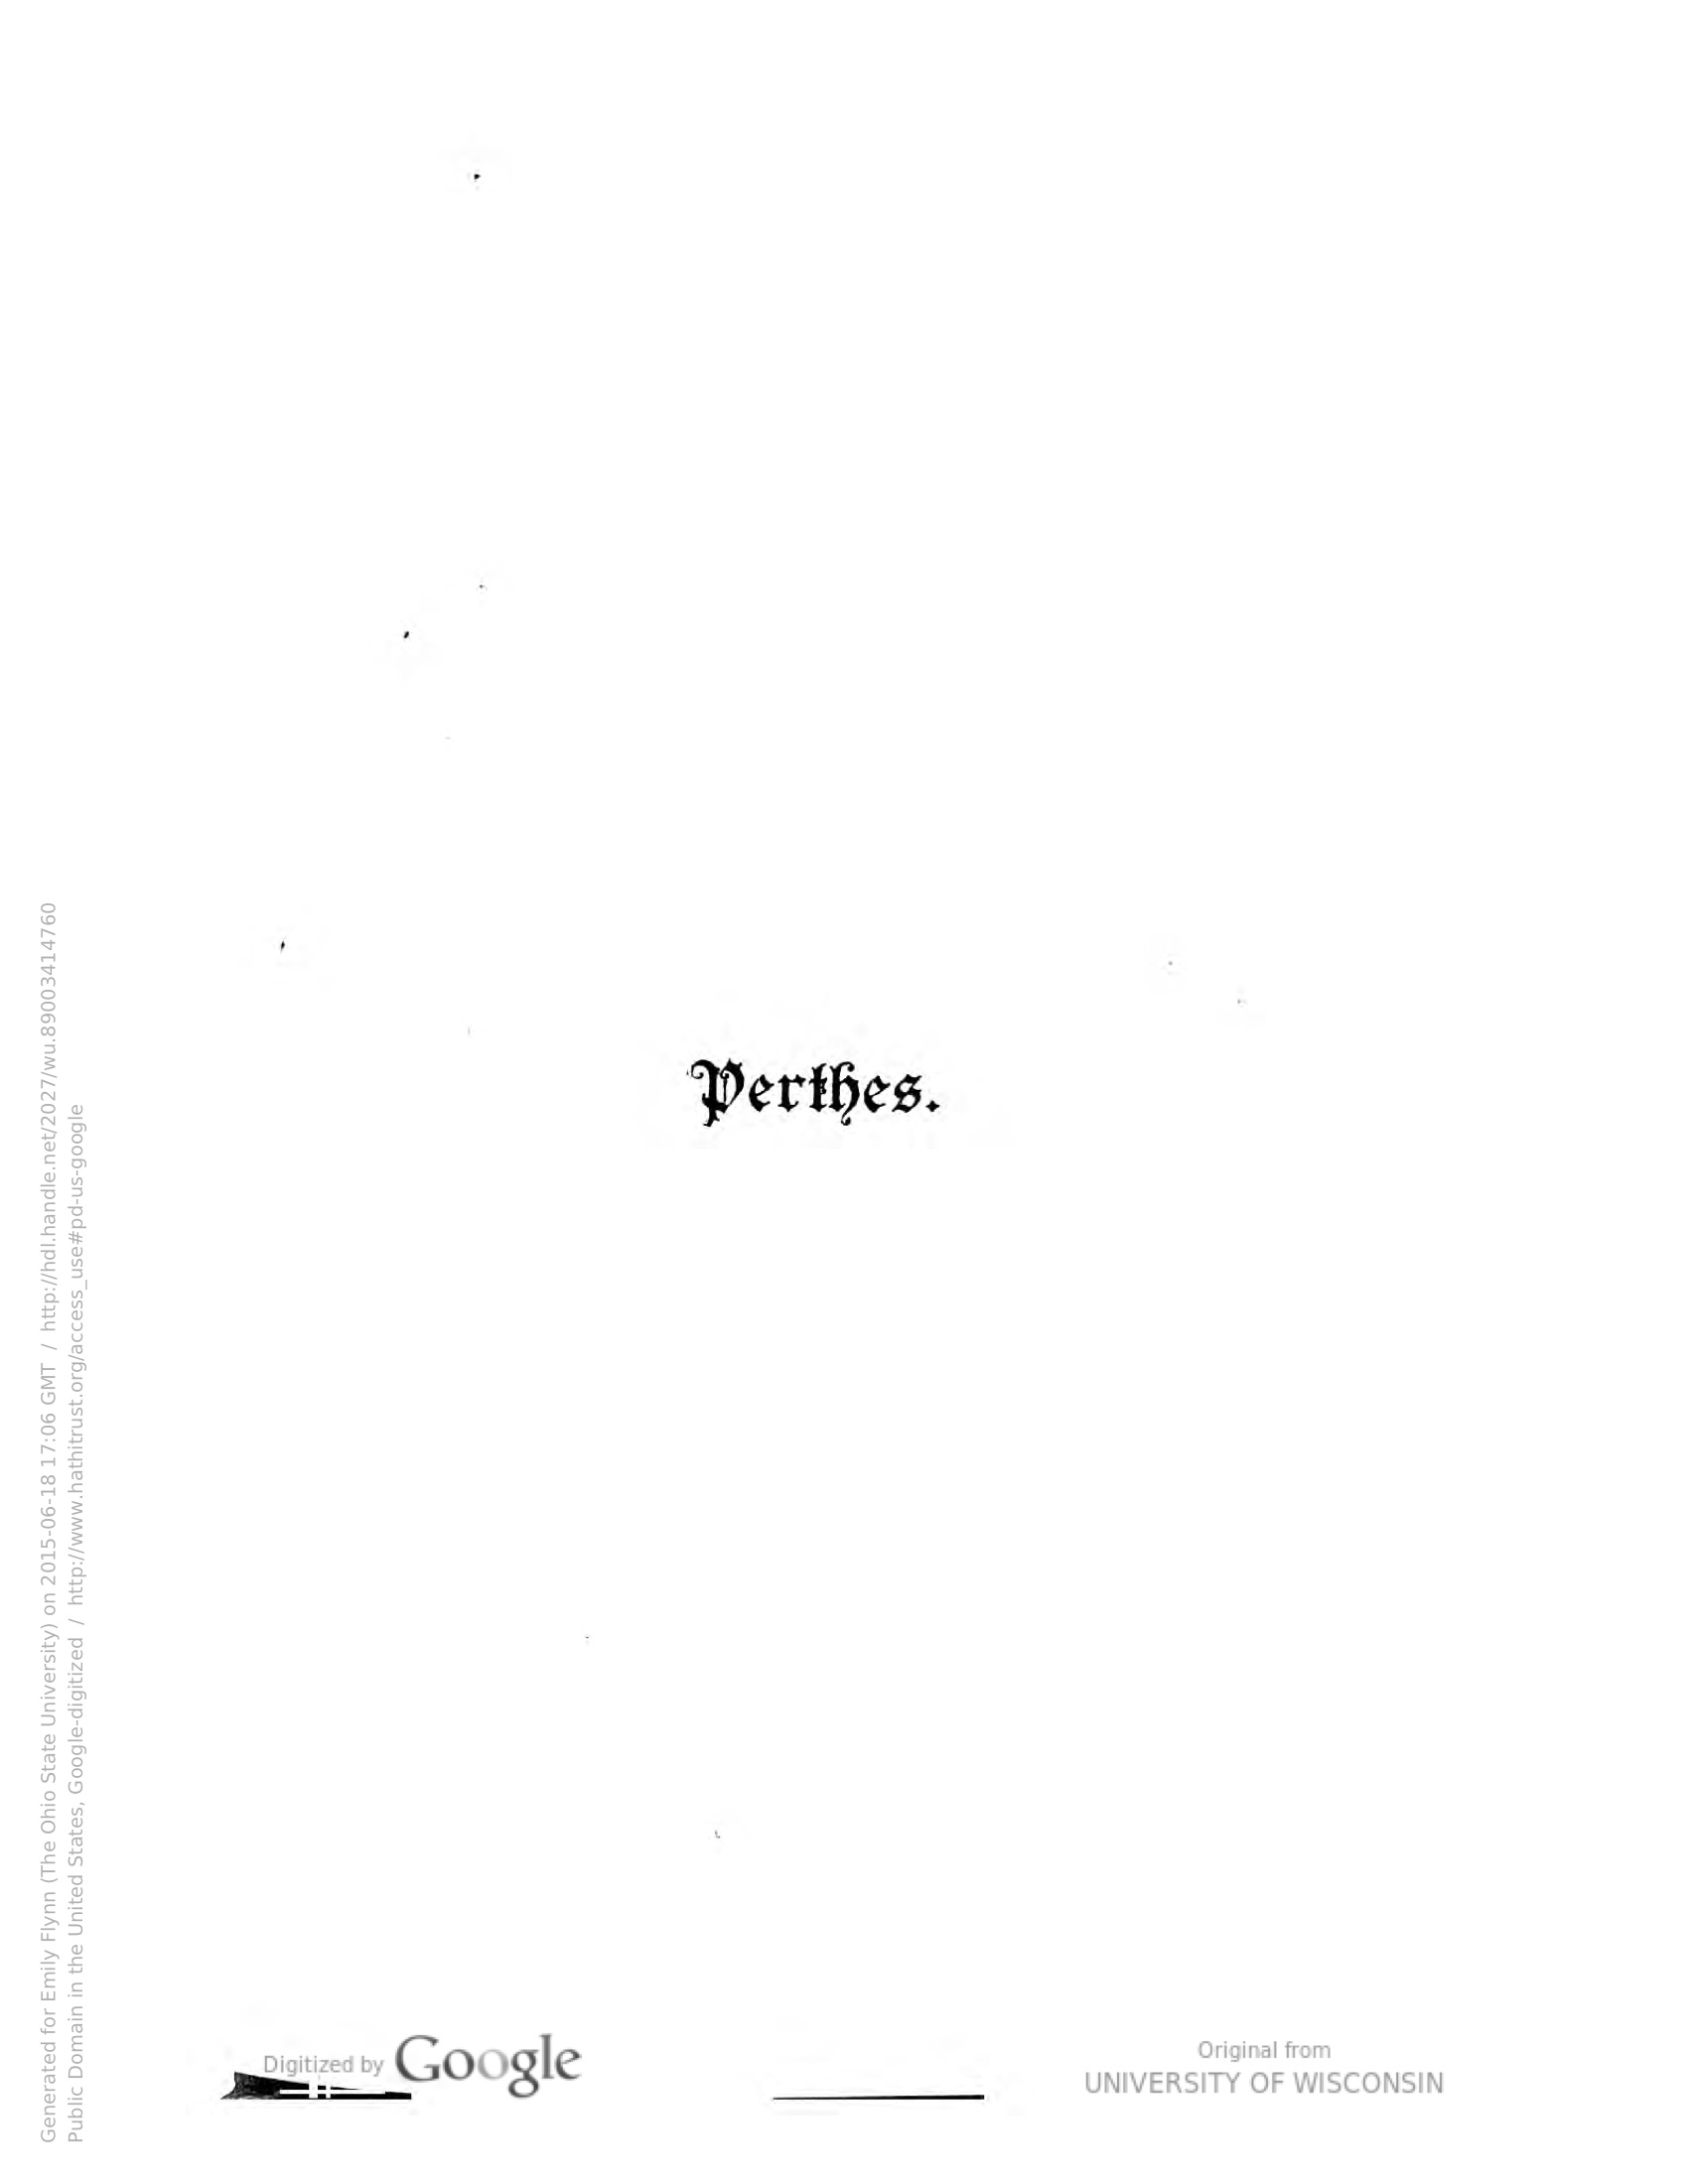 Perthes.
Generated for Emily Flynn (The Ohio State University) on 2015-06-18 17:06 GMT / http://hdl.handle.net/2027/wu.89003414760
Public Domain in the United States, Google-digitized / http://www.hathitrust.org/access_use#pd-us-google
Digitized by Google
Original from
UNIVERSITY OF WISCONSIN